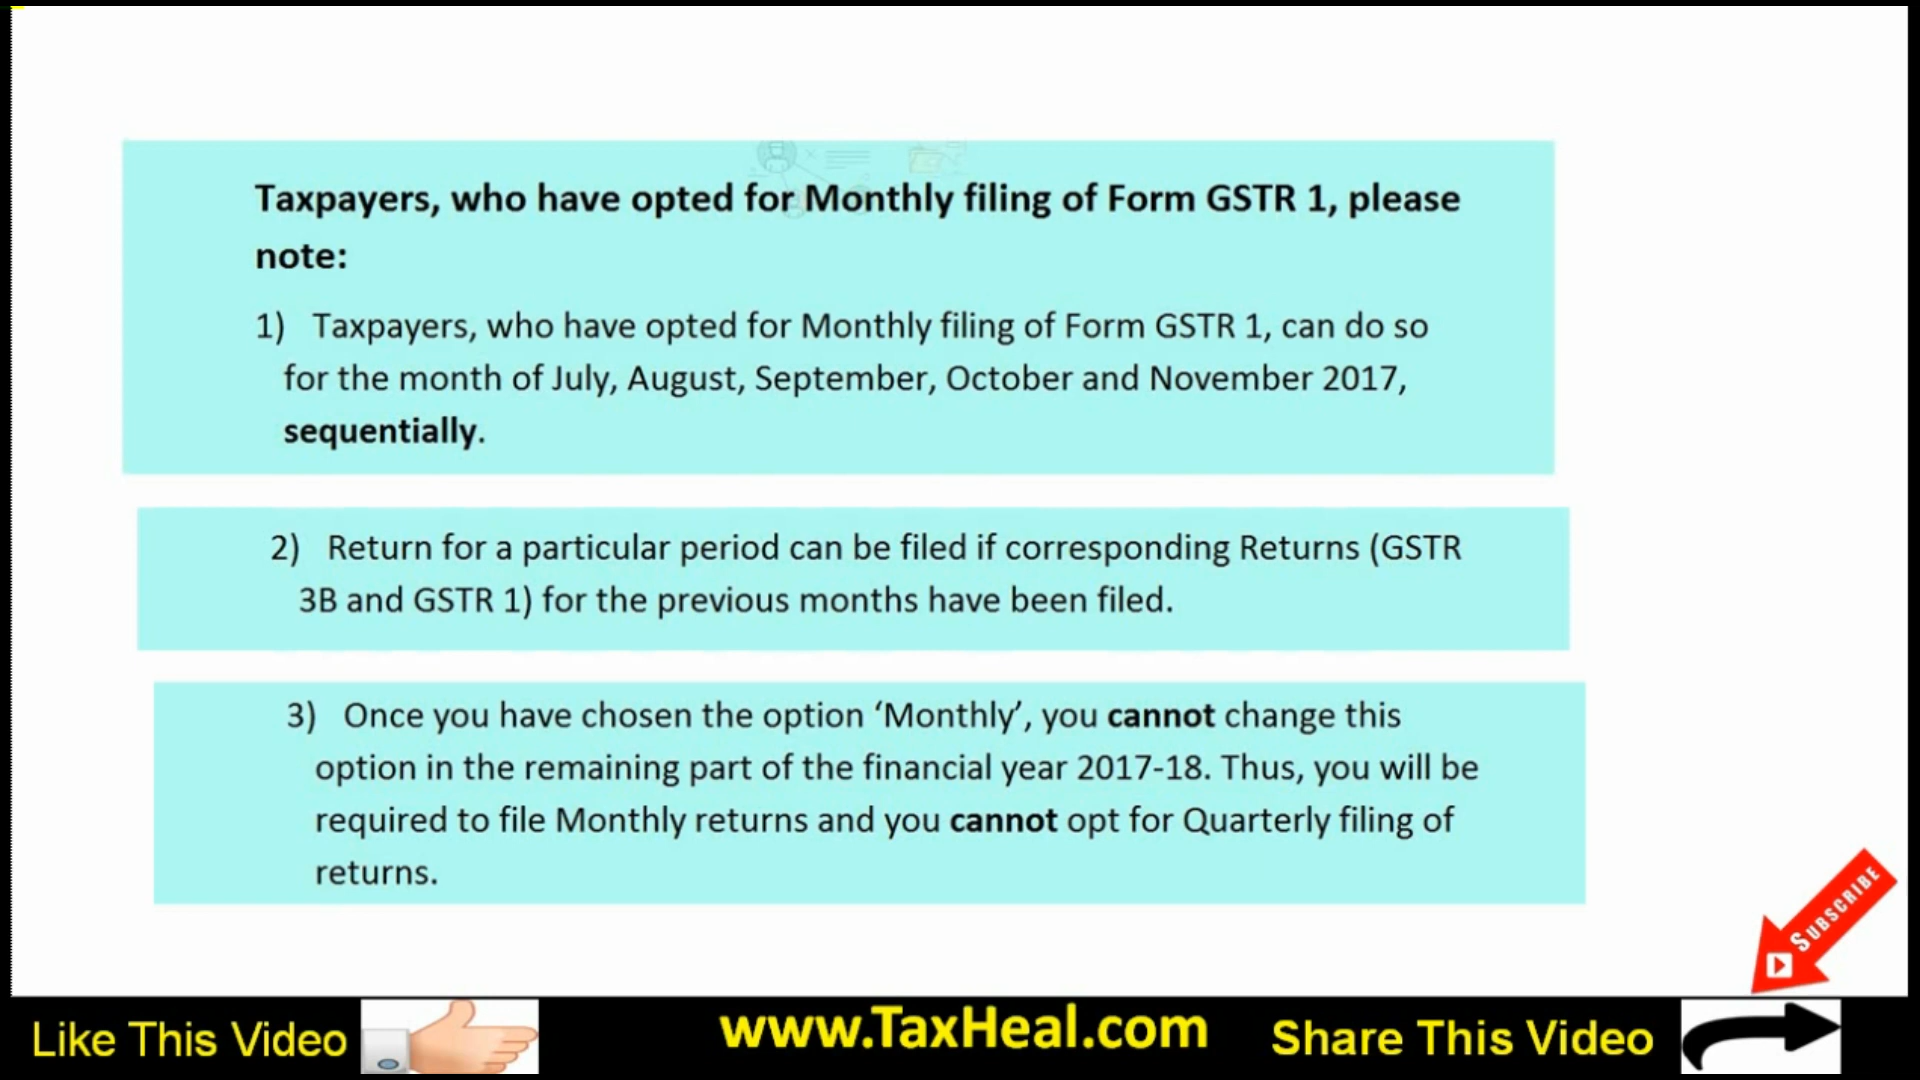 Taxpayers, who have opted for Monthly filing of Form GSTR 1, please
note:
1) Taxpayers, who have opted for Monthly filing of Form GSTR 1, can do so
for the month of July, August, September, October and November 2017,
sequentially.
2) Return for a particular period can be filed if corresponding Returns (GSTR
3B and GSTR 1) for the previous months have been filed.
3) Once you have chosen the option ‘Monthly’, you cannot change this
option in the remaining part of the financial year 2017-18. Thus, you will be
required to file Monthly returns and you cannot opt for Quarterly filing of
returns.
SUBSCRIBE
Like This Video
www.TaxHeal.com
Share This Video